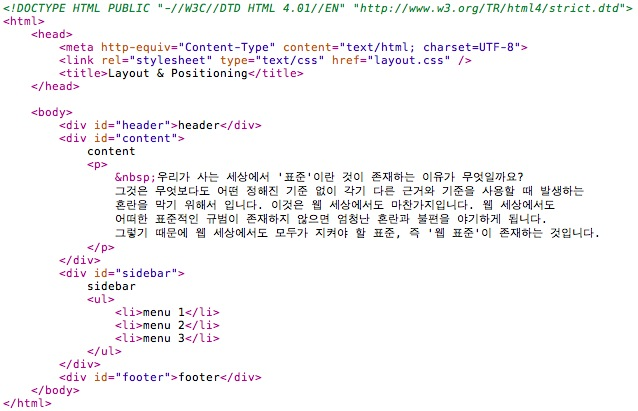 <!DOCTYPE HTML PUBLIC "-//W3C//DTD HTML 4.01//EN" "http://www.w3.org/TR/html4/strict.dtd">
<html>
<head>
<meta http-equiv="Content-Type" content="text/html; charset=UTF-8">
<link rel="stylesheet" type="text/css" href="layout.css" />
<title>Layout & Positioning</title>
</head>
<body>
<div id="header">header</div>
<div id="content">
content
<p>
&nbsp;우리가 사는 세상에서 '표준'이란 것이 존재하는 이유가 무엇일까요?
그것은 무엇보다도 어떤 정해진 기준 없이 각기 다른 근거와 기준을 사용할 때 발생하는
혼란을 막기 위해서 입니다. 이것은 웹 세상에서도 마찬가지입니다. 웹 세상에서도
어떠한 표준적인 규범이 존재하지 않으면 엄청난 혼란과 불편을 야기하게 됩니다.
그렇기 때문에 웹 세상에서도 모두가 지켜야 할 표준, 즉 '웹 표준'이 존재하는 것입니다.
</p>
</div>
<div id="sidebar">
sidebar
<ul>
<li>menu 1</li>
<li>menu 2</li>
<li>menu 3</li>
</ul>
</div>
<div id="footer">footer</div>
</body>
</html>